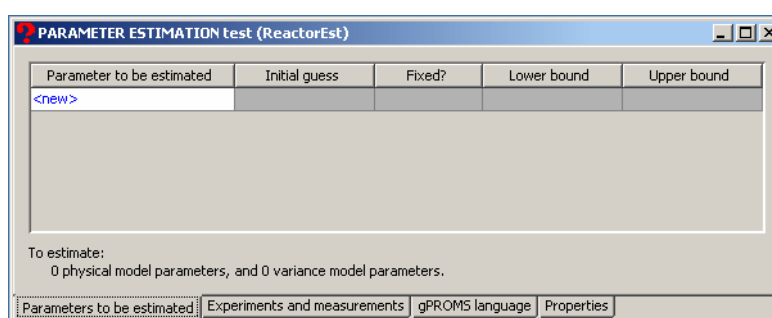 PARAMETER ESTIMATION test (ReactorEst)
Parameter to be estimated Initial guess Fixed? Lower bound Upper bound
<new>
To estimate:
0 physical model parameters, and 0 variance model parameters.
Parameters to be estimated Experiments and measurements gPROMS language Properties